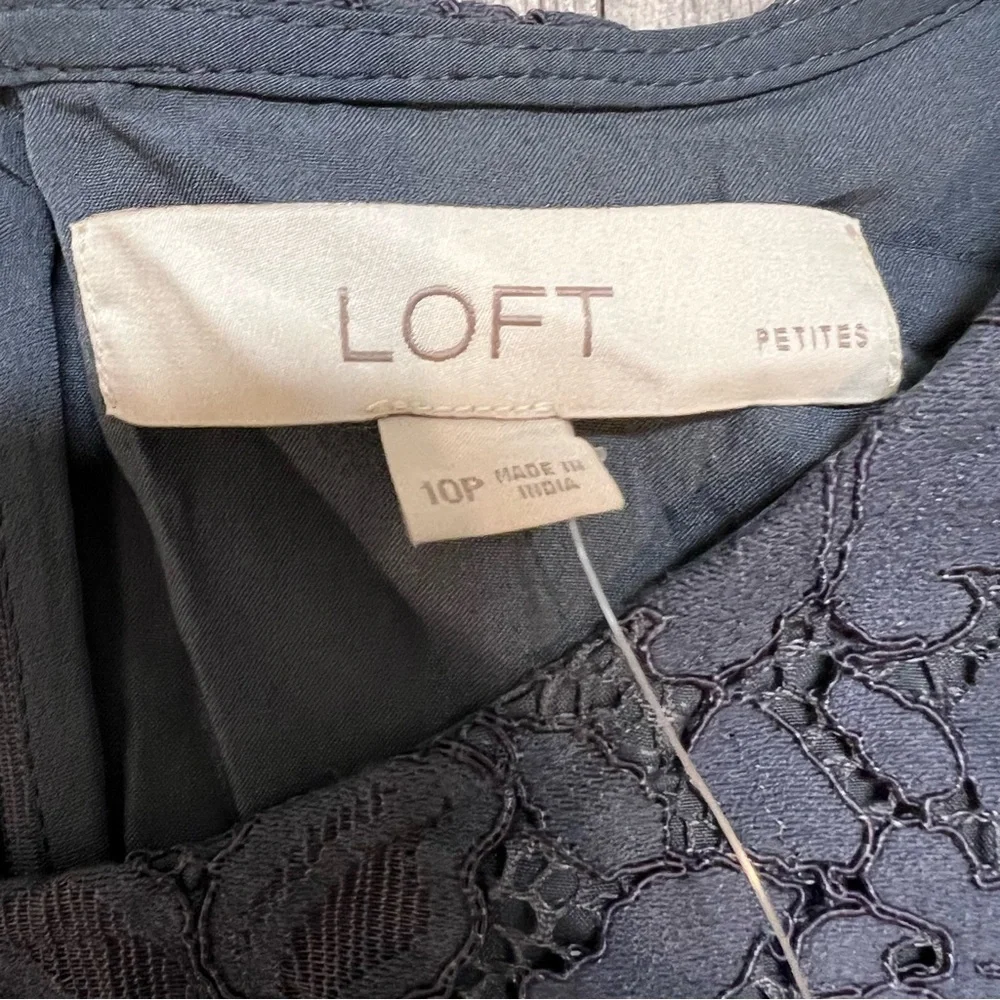 LOFT
PETITES
10P MADE IN
INDIA